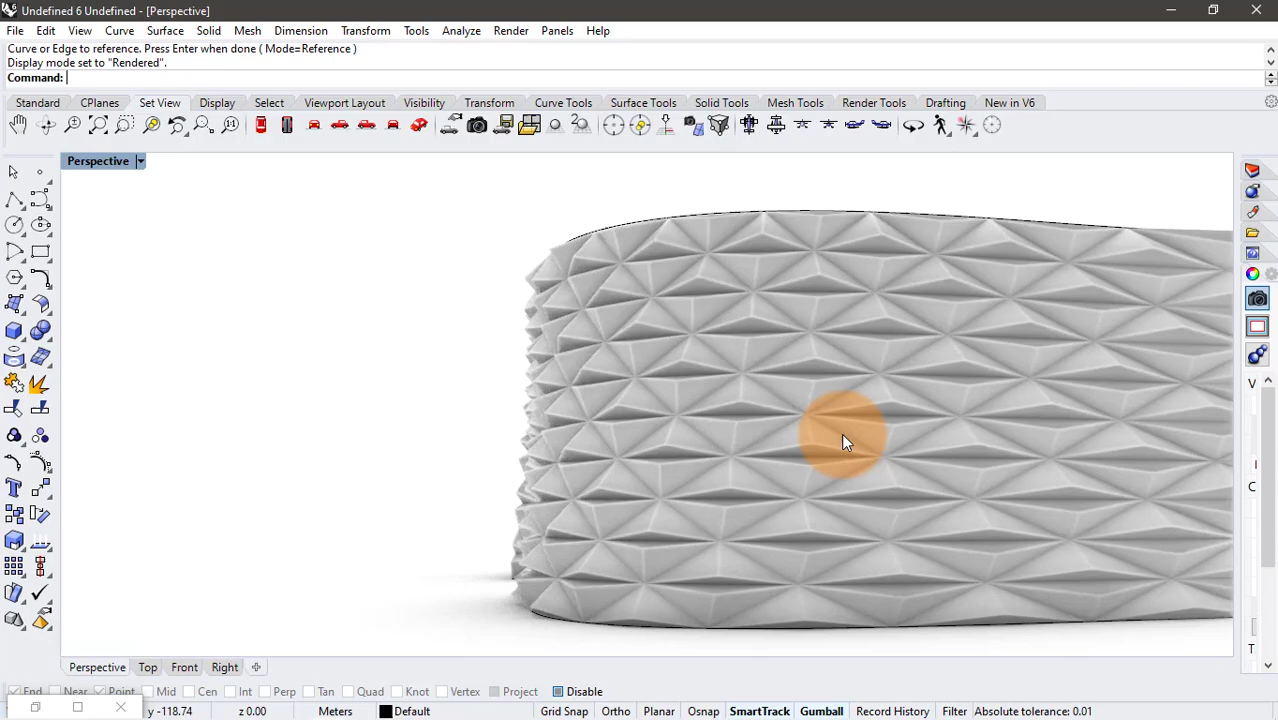 Undefined 6 Undefined - [Perspective]
File Edit View Curve Surface Solid Mesh Dimension Transform Tools Analyze Render Panels Help
Curve or Edge to reference. Press Enter when done ( Mode=Reference )
Display mode set to "Rendered".
Command:
Standard CPlanes Set View Display Select Viewport Layout Visibility Transform Curve Tools Surface Tools Solid Tools Mesh Tools Render Tools Drafting New in V6
Perspective
V
C
T
Perspective Top Front Right
End Near Point Mid Cen Int Perp Tan Quad Knot Vertex Project Disable
y -118.74 z 0.00 Meters Default Grid Snap Ortho Planar Osnap SmartTrack Gumball Record History Filter Absolute tolerance: 0.01